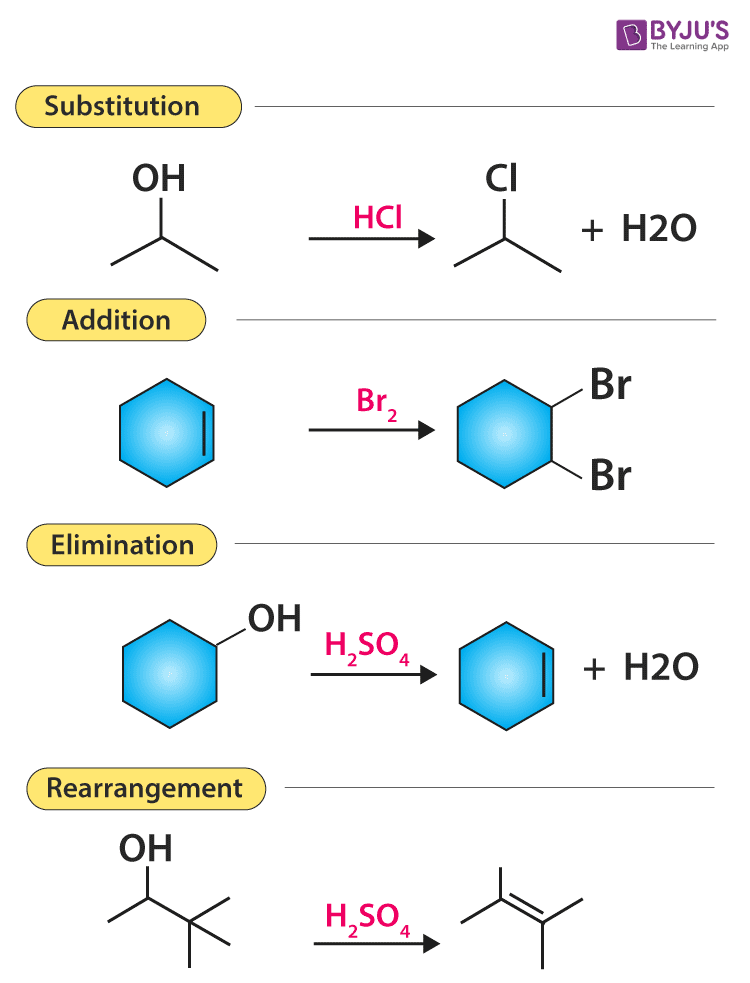 BYJU'S
The Learning App
Substitution
OH
HCl
Cl
+ H2O
Addition
Br₂
Br
Br
Elimination
OH
H₂SO₄
+ H2O
Rearrangement
OH
H₂SO₄